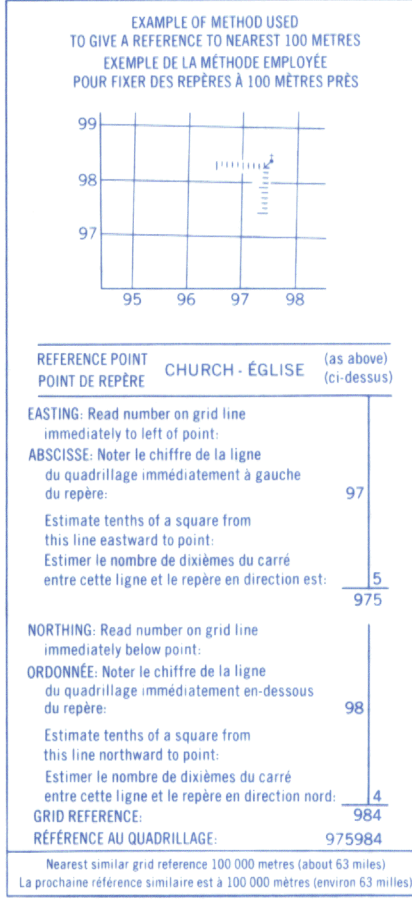 EXAMPLE OF METHOD USED
TO GIVE A REFERENCE TO NEAREST 100 METRES
EXEMPLE DE LA MÉTHODE EMPLOYÉE
POUR FIXER DES REPÈRES À 100 MÈTRES PRÈS
99
98
97
95 96 97 98
REFERENCE POINT
POINT DE REPÈRE
CHURCH - ÉGLISE
(as above)
(ci-dessus)
EASTING: Read number on grid line
immediately to left of point:
ABSCISSE: Noter le chiffre de la ligne
du quadrillage immédiatement à gauche
du repère: 97
Estimate tenths of a square from
this line eastward to point:
Estimer le nombre de dixièmes du carré
entre cette ligne et le repère en direction est: 5
975
NORTHING: Read number on grid line
immediately below point:
ORDONNÉE: Noter le chiffre de la ligne
du quadrillage immédiatement en-dessous
du repère: 98
Estimate tenths of a square from
this line northward to point:
Estimer le nombre de dixièmes du carré
entre cette ligne et le repère en direction nord: 4
GRID REFERENCE: 984
RÉFÉRENCE AU QUADRILLAGE: 975984
Nearest similar grid reference 100 000 metres (about 63 miles)
La prochaine référence similaire est à 100 000 mètres (environ 63 milles)